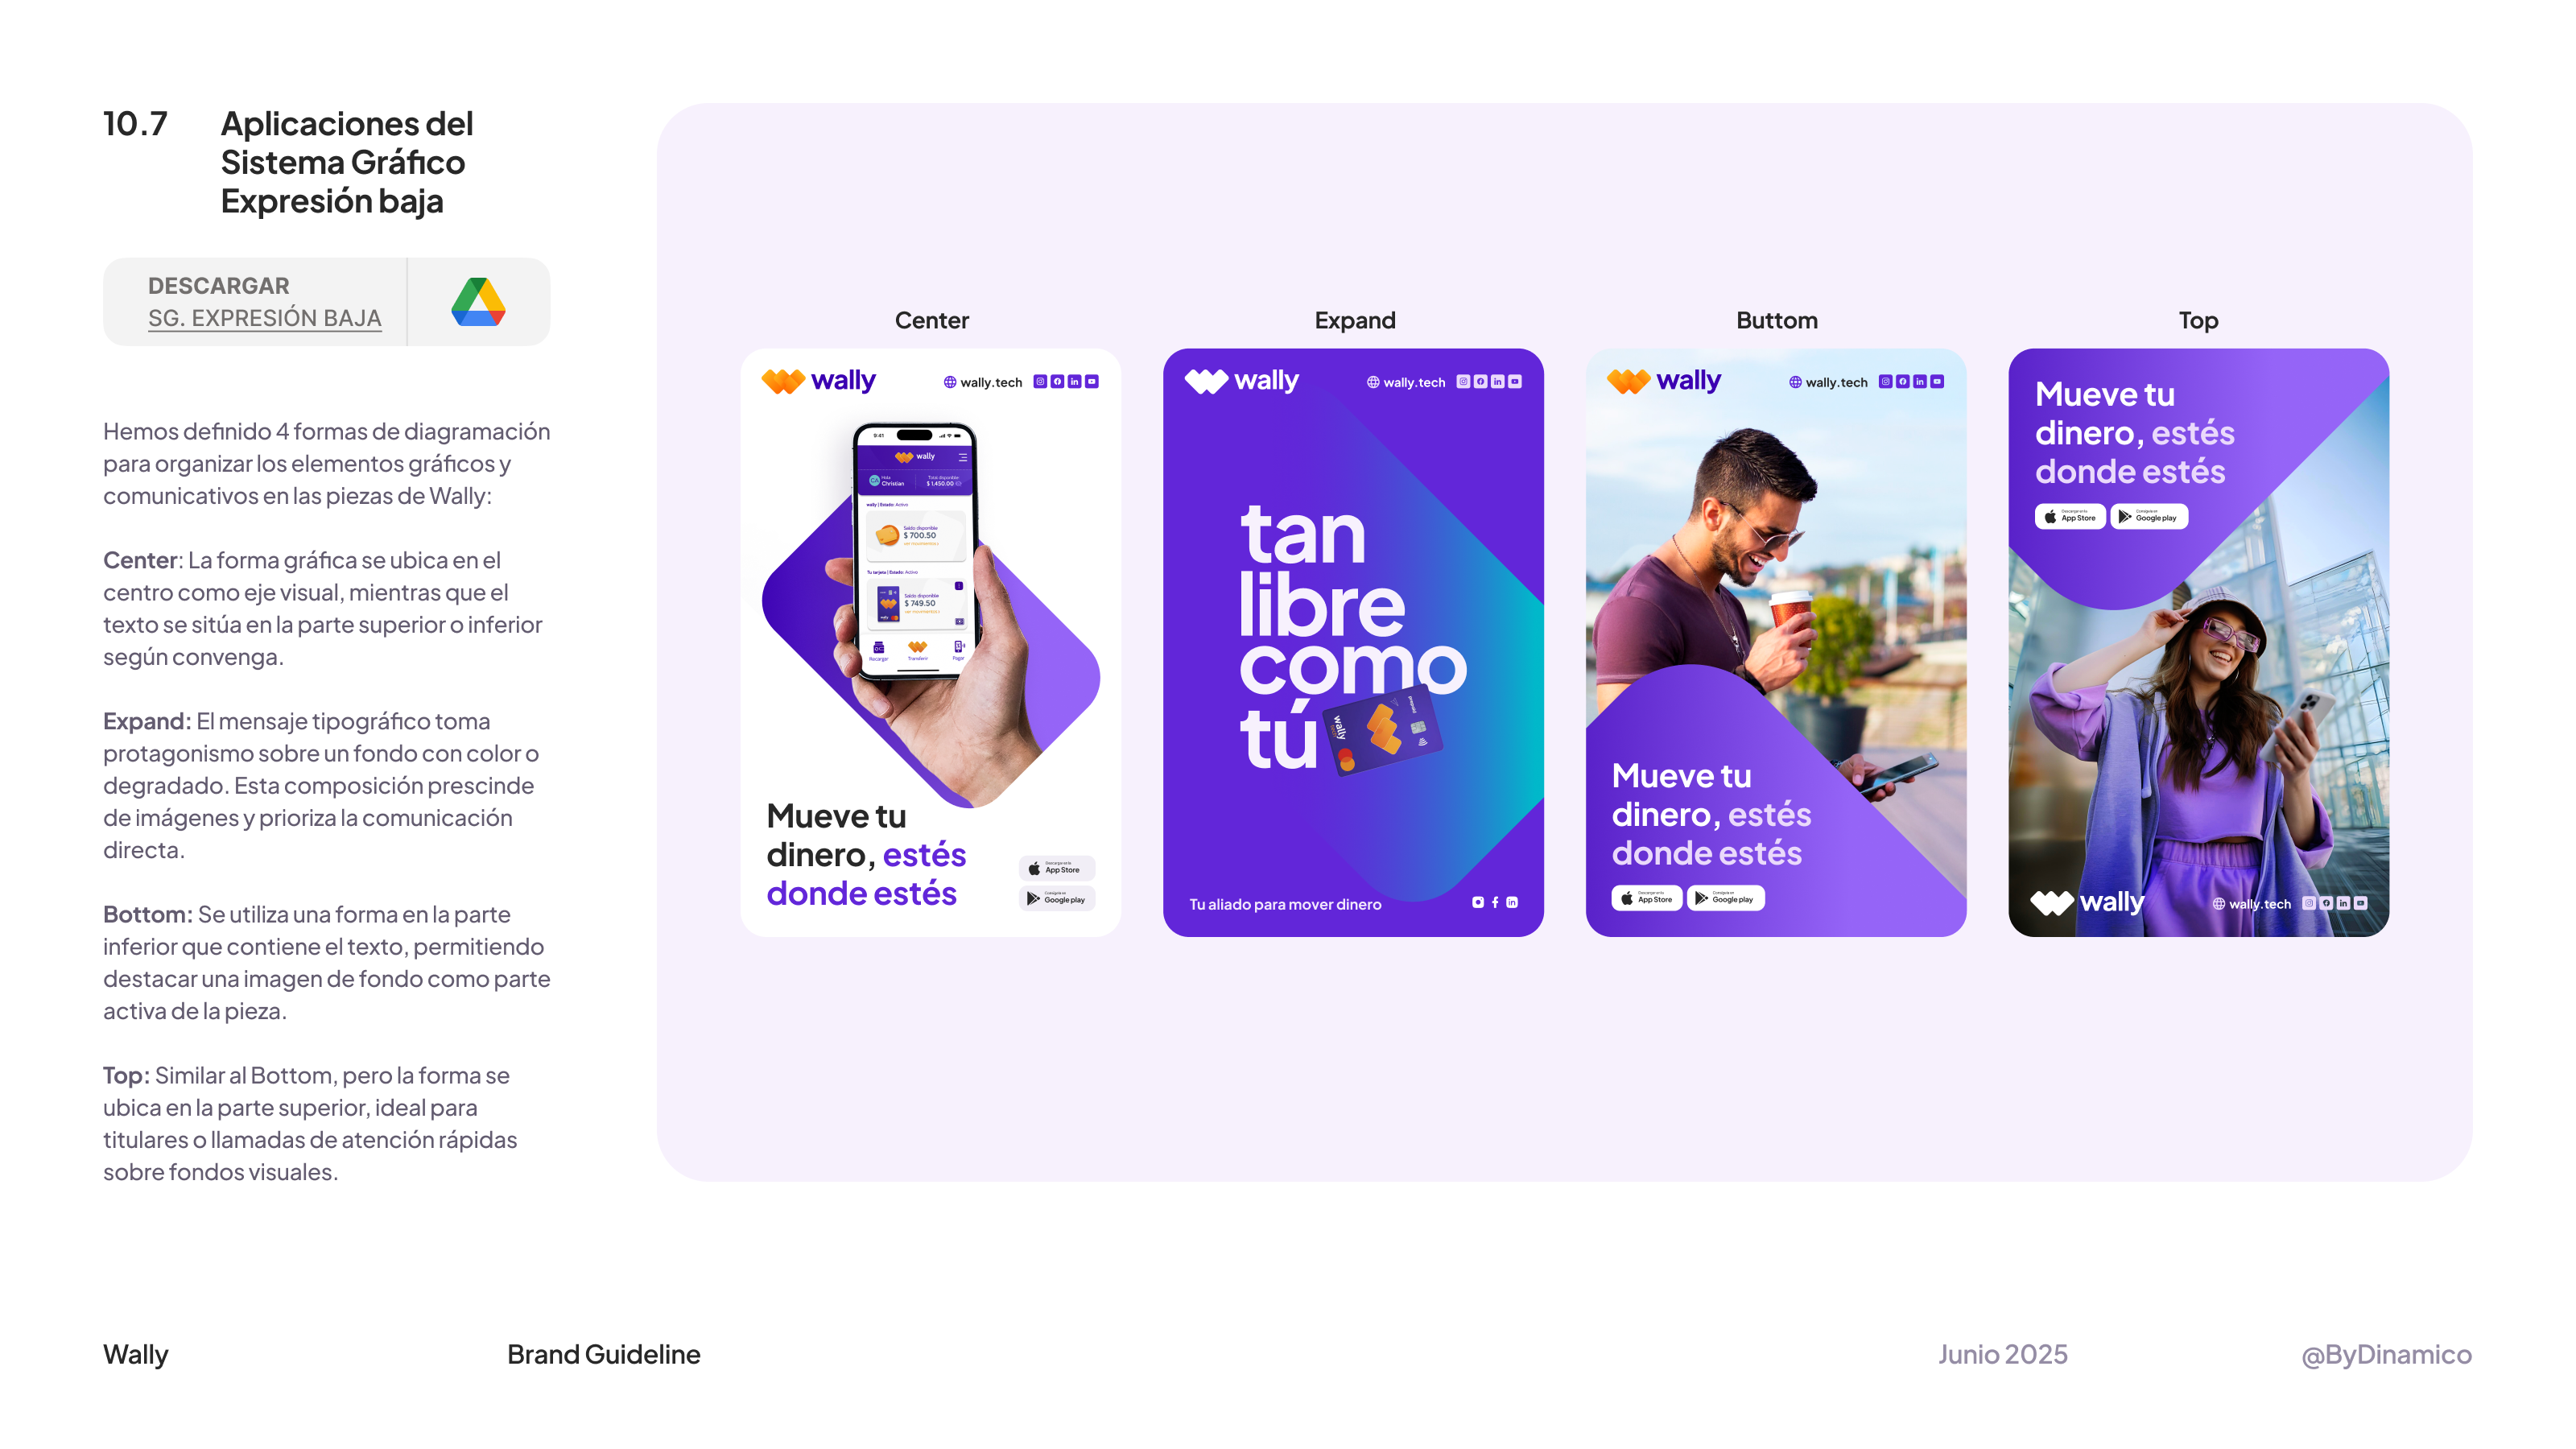 10.7
Aplicaciones del
Sistema Gráfico
Expresión baja
DESCARGAR
SG. EXPRESIÓN BAJA
Hemos definido 4 formas de diagramación
para organizar los elementos gráficos y
comunicativos en las piezas de Wally:
Center: La forma gráfica se ubica en el
centro como eje visual, mientras que el
texto se sitúa en la parte superior o inferior
según convenga.
Expand: El mensaje tipográfico toma
protagonismo sobre un fondo con color o
degradado. Esta composición prescinde
de imágenes y prioriza la comunicación
directa.
Bottom: Se utiliza una forma en la parte
inferior que contiene el texto, permitiendo
destacar una imagen de fondo como parte
activa de la pieza.
Top: Similar al Bottom, pero la forma se
ubica en la parte superior, ideal para
titulares o llamadas de atención rápidas
sobre fondos visuales.
Center
wally
wally.tech
9:41
wally
Hola
Christian
Total disponible
$ 1,450.00
wally | Estado: Activo
Saldo disponible
$ 700.50
Tu tarjeta | Estado: Activo
Saldo disponible
$ 749.50
Recargar
Transferir
Pagar
Mueve tu
dinero, estés
donde estés
App Store
Google play
Expand
wally
wally.tech
tan
libre
como
tú
wally
Tu aliado para mover dinero
Buttom
wally
wally.tech
Mueve tu
dinero, estés
donde estés
App Store
Google play
Top
Mueve tu
dinero, estés
donde estés
App Store
Google play
wally
wally.tech
Wally
Brand Guideline
Junio 2025
@ByDinamico